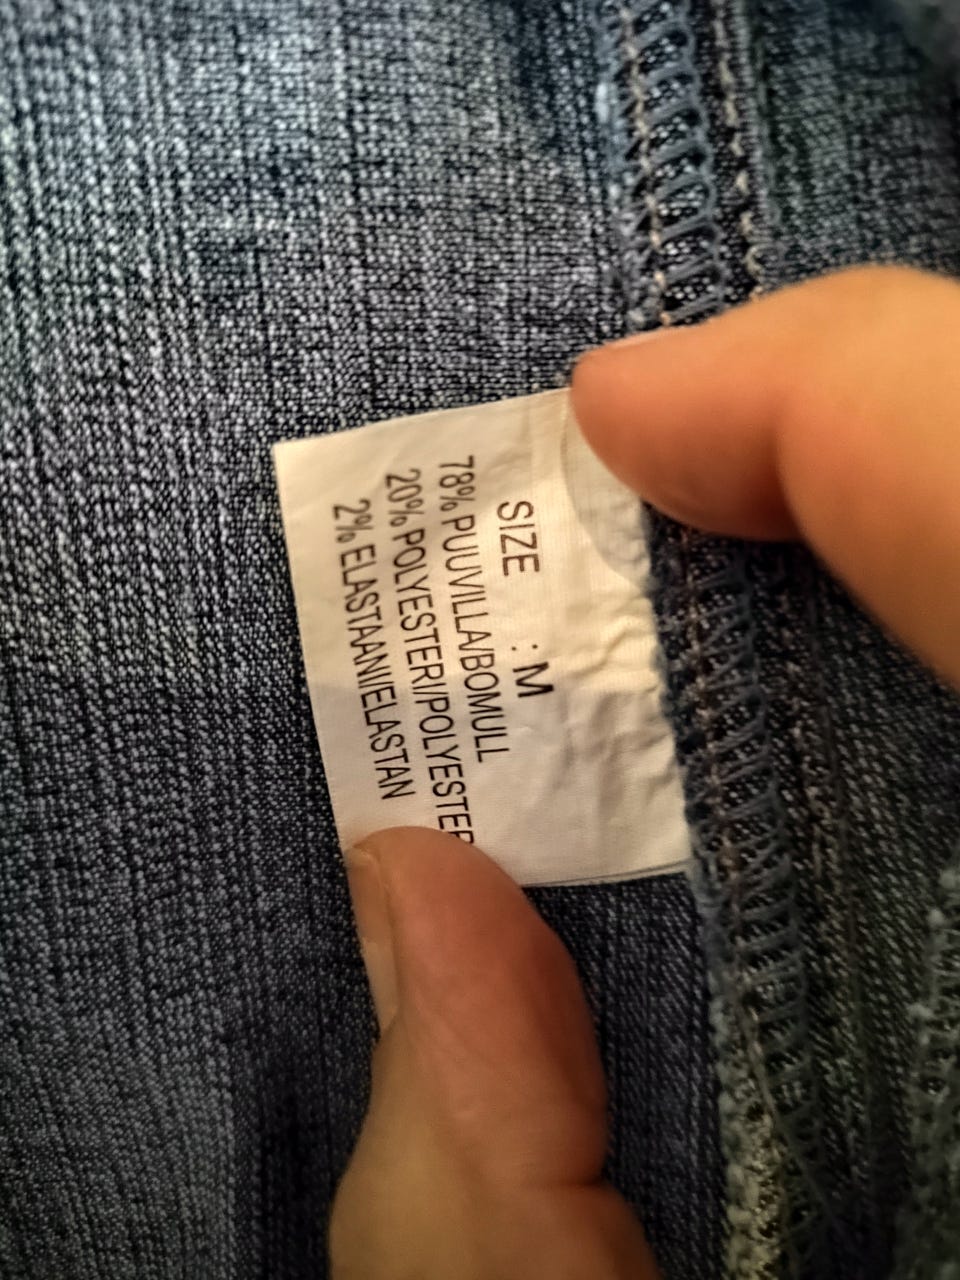 SIZE : M
78% PUUVILLA/BOMULL
20% POLYESTERI/POLYESTER
2% ELASTAANI/ELASTAN